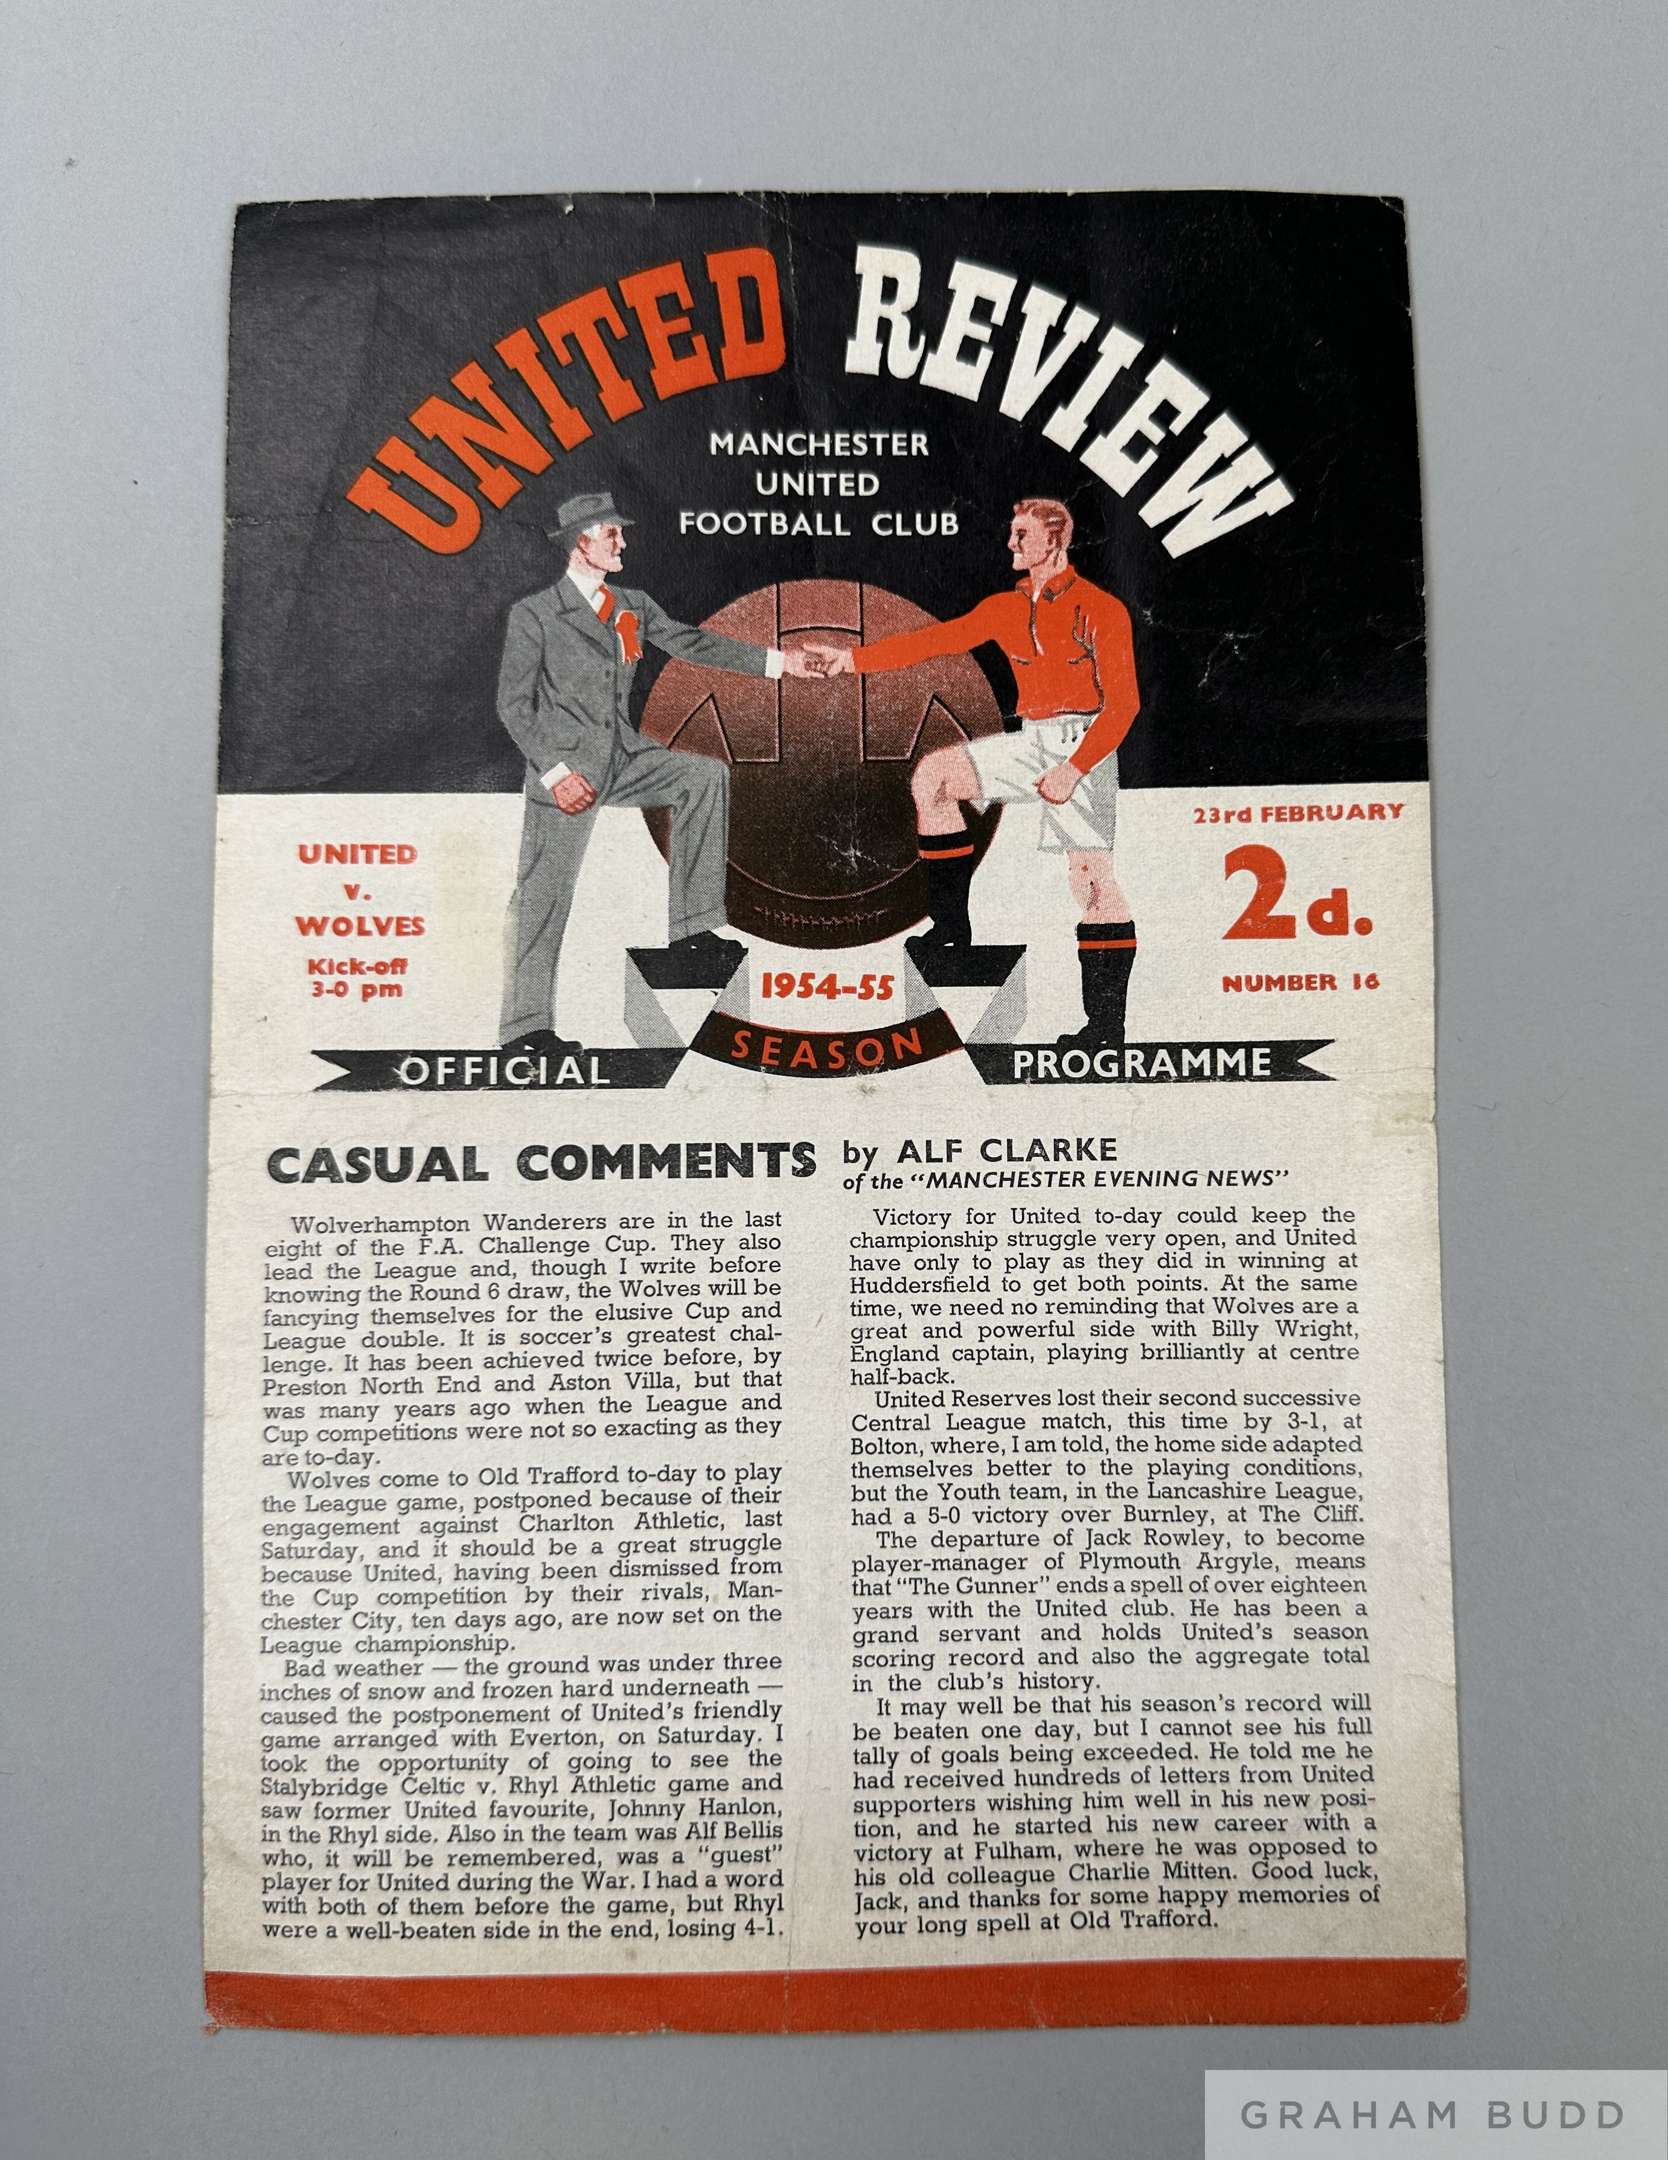 UNITED REVIEW
MANCHESTER
UNITED
FOOTBALL CLUB
UNITED
v.
WOLVES
Kick-off
3-0 pm
23rd FEBRUARY
2d.
NUMBER 16
1954-55
OFFICIAL SEASON PROGRAMME
CASUAL COMMENTS by ALF CLARKE
of the "MANCHESTER EVENING NEWS"
Wolverhampton Wanderers are in the last
eight of the F.A. Challenge Cup. They also
lead the League and, though I write before
knowing the Round 6 draw, the Wolves will be
fancying themselves for the elusive Cup and
League double. It is soccer's greatest chal-
lenge. It has been achieved twice before, by
Preston North End and Aston Villa, but that
was many years ago when the League and
Cup competitions were not so exacting as they
are to-day.
Wolves come to Old Trafford to-day to play
the League game, postponed because of their
engagement against Charlton Athletic, last
Saturday, and it should be a great struggle
because United, having been dismissed from
the Cup competition by their rivals, Man-
chester City, ten days ago, are now set on the
League championship.
Bad weather — the ground was under three
inches of snow and frozen hard underneath —
caused the postponement of United's friendly
game arranged with Everton, on Saturday. I
took the opportunity of going to see the
Stalybridge Celtic v. Rhyl Athletic game and
saw former United favourite, Johnny Hanlon,
in the Rhyl side. Also in the team was Alf Bellis
who, it will be remembered, was a "guest"
player for United during the War. I had a word
with both of them before the game, but Rhyl
were a well-beaten side in the end, losing 4-1.
Victory for United to-day could keep the
championship struggle very open, and United
have only to play as they did in winning at
Huddersfield to get both points. At the same
time, we need no reminding that Wolves are a
great and powerful side with Billy Wright,
England captain, playing brilliantly at centre
half-back.
United Reserves lost their second successive
Central League match, this time by 3-1, at
Bolton, where, I am told, the home side adapted
themselves better to the playing conditions,
but the Youth team, in the Lancashire League,
had a 5-0 victory over Burnley, at The Cliff.
The departure of Jack Rowley, to become
player-manager of Plymouth Argyle, means
that "The Gunner" ends a spell of over eighteen
years with the United club. He has been a
grand servant and holds United's season
scoring record and also the aggregate total
in the club's history.
It may well be that his season's record will
be beaten one day, but I cannot see his full
tally of goals being exceeded. He told me he
had received hundreds of letters from United
supporters wishing him well in his new posi-
tion, and he started his new career with a
victory at Fulham, where he was opposed to
his old colleague Charlie Mitten. Good luck,
Jack, and thanks for some happy memories of
your long spell at Old Trafford.
GRAHAM BUDD